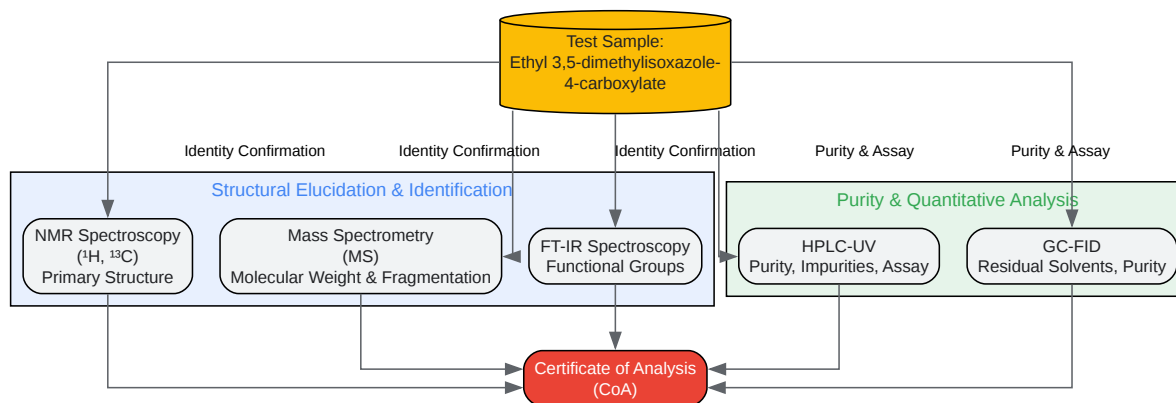 Test Sample:
Ethyl 3,5-dimethylisoxazole-
4-carboxylate
Identity Confirmation
Identity Confirmation
Identity Confirmation
Purity & Assay
Purity & Assay
Structural Elucidation & Identification
Purity & Quantitative Analysis
NMR Spectroscopy
(¹H, ¹³C)
Primary Structure
Mass Spectrometry
(MS)
Molecular Weight & Fragmentation
FT-IR Spectroscopy
Functional Groups
HPLC-UV
Purity, Impurities, Assay
GC-FID
Residual Solvents, Purity
Certificate of Analysis
(CoA)